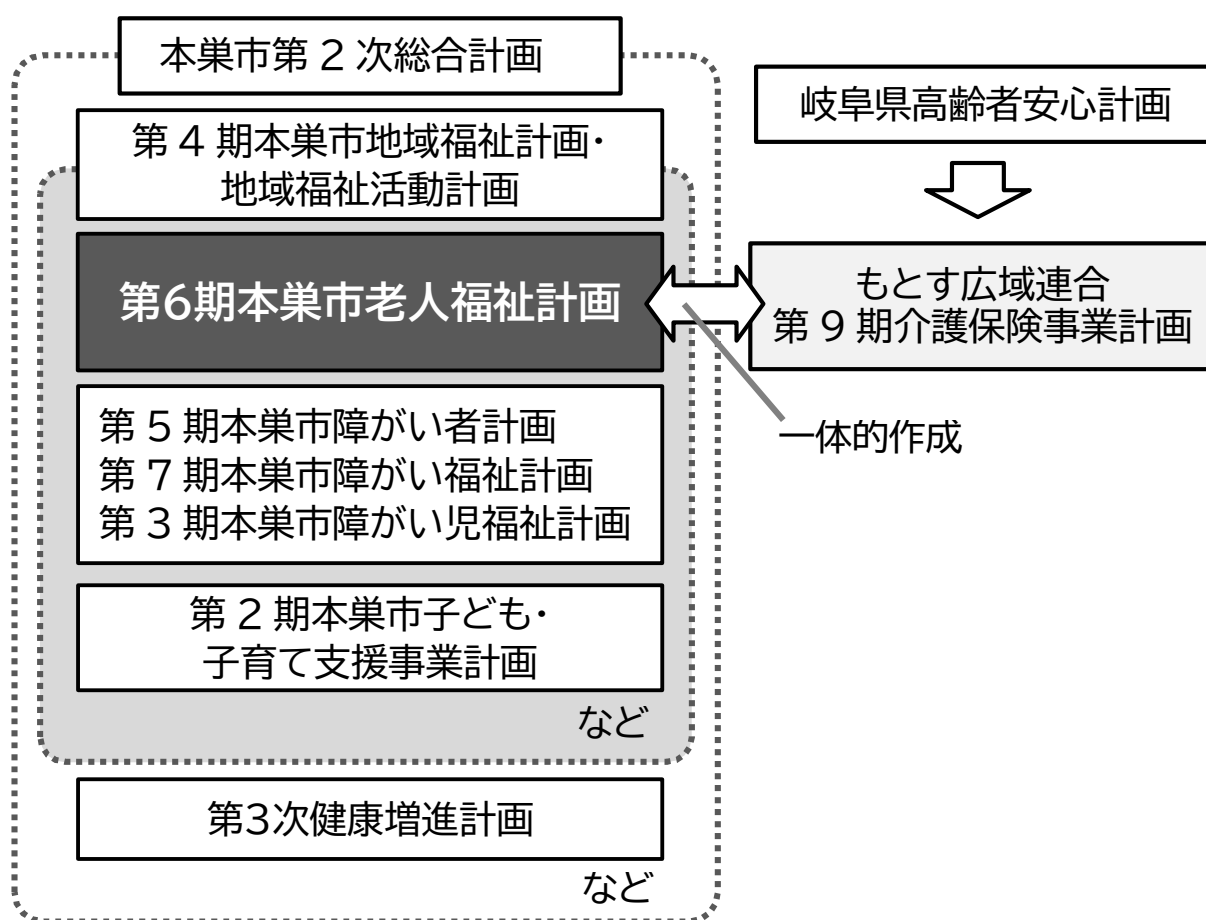 本巣市第2次総合計画
第4期本巣市地域福祉計画・
地域福祉活動計画
第6期本巣市老人福祉計画
第5期本巣市障がい者計画
第7期本巣市障がい福祉計画
第3期本巣市障がい児福祉計画
第2期本巣市子ども・
子育て支援事業計画
など
第3次健康増進計画
など
岐阜県高齢者安心計画
もとす広域連合
第9期介護保険事業計画
一体的作成